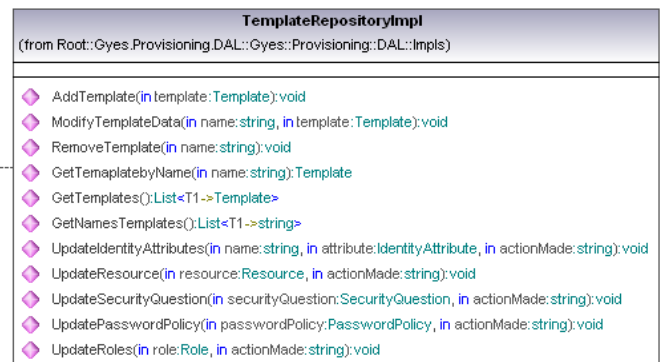 TemplateRepositoryImpl
(from Root::Gyes.Provisioning.DAL::Gyes::Provisioning::DAL::Impls)
AddTemplate(in template:Template):void
ModifyTemplateData(in name:string, in template:Template):void
RemoveTemplate(in name:string):void
GetTemaplatebyName(in name:string):Template
GetTemplates():List<T1->Template>
GetNamesTemplates():List<T1->string>
UpdateIdentityAttributes(in name:string, in attribute:IdentityAttribute, in actionMade:string):void
UpdateResource(in resource:Resource, in actionMade:string):void
UpdateSecurityQuestion(in securityQuestion:SecurityQuestion, in actionMade:string):void
UpdatePasswordPolicy(in passwordPolicy:PasswordPolicy, in actionMade:string):void
UpdateRoles(in role:Role, in actionMade:string):void